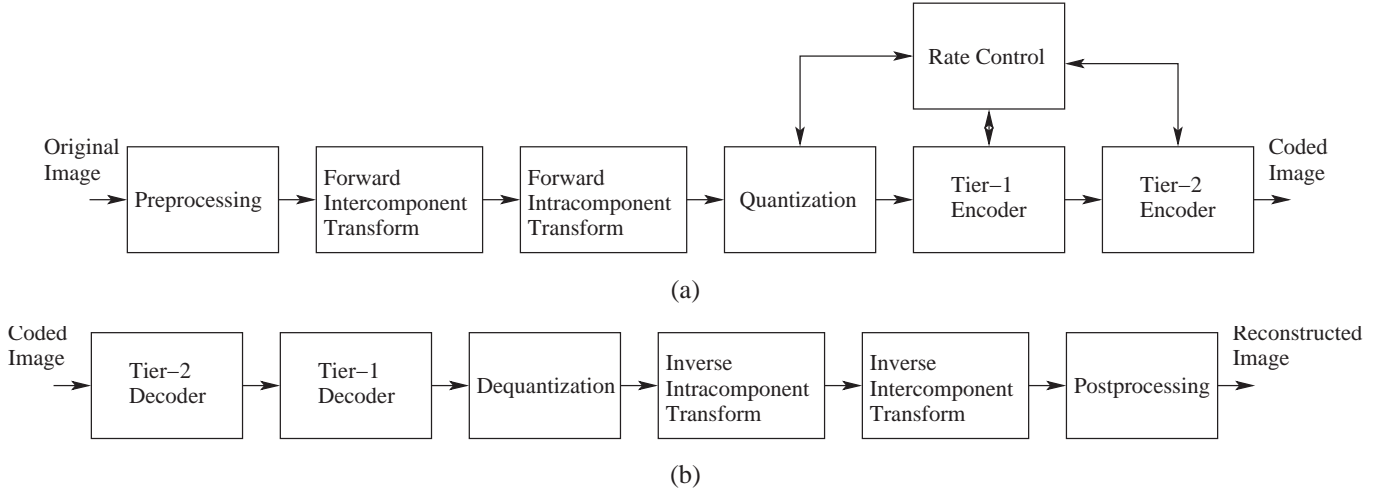 Rate Control
Original
Image
Preprocessing
Forward
Intercomponent
Transform
Forward
Intracomponent
Transform
Quantization
Tier−1
Encoder
Tier−2
Encoder
Coded
Image
(a)
Coded
Image
Tier−2
Decoder
Tier−1
Decoder
Dequantization
Inverse
Intracomponent
Transform
Inverse
Intercomponent
Transform
Postprocessing
Reconstructed
Image
(b)